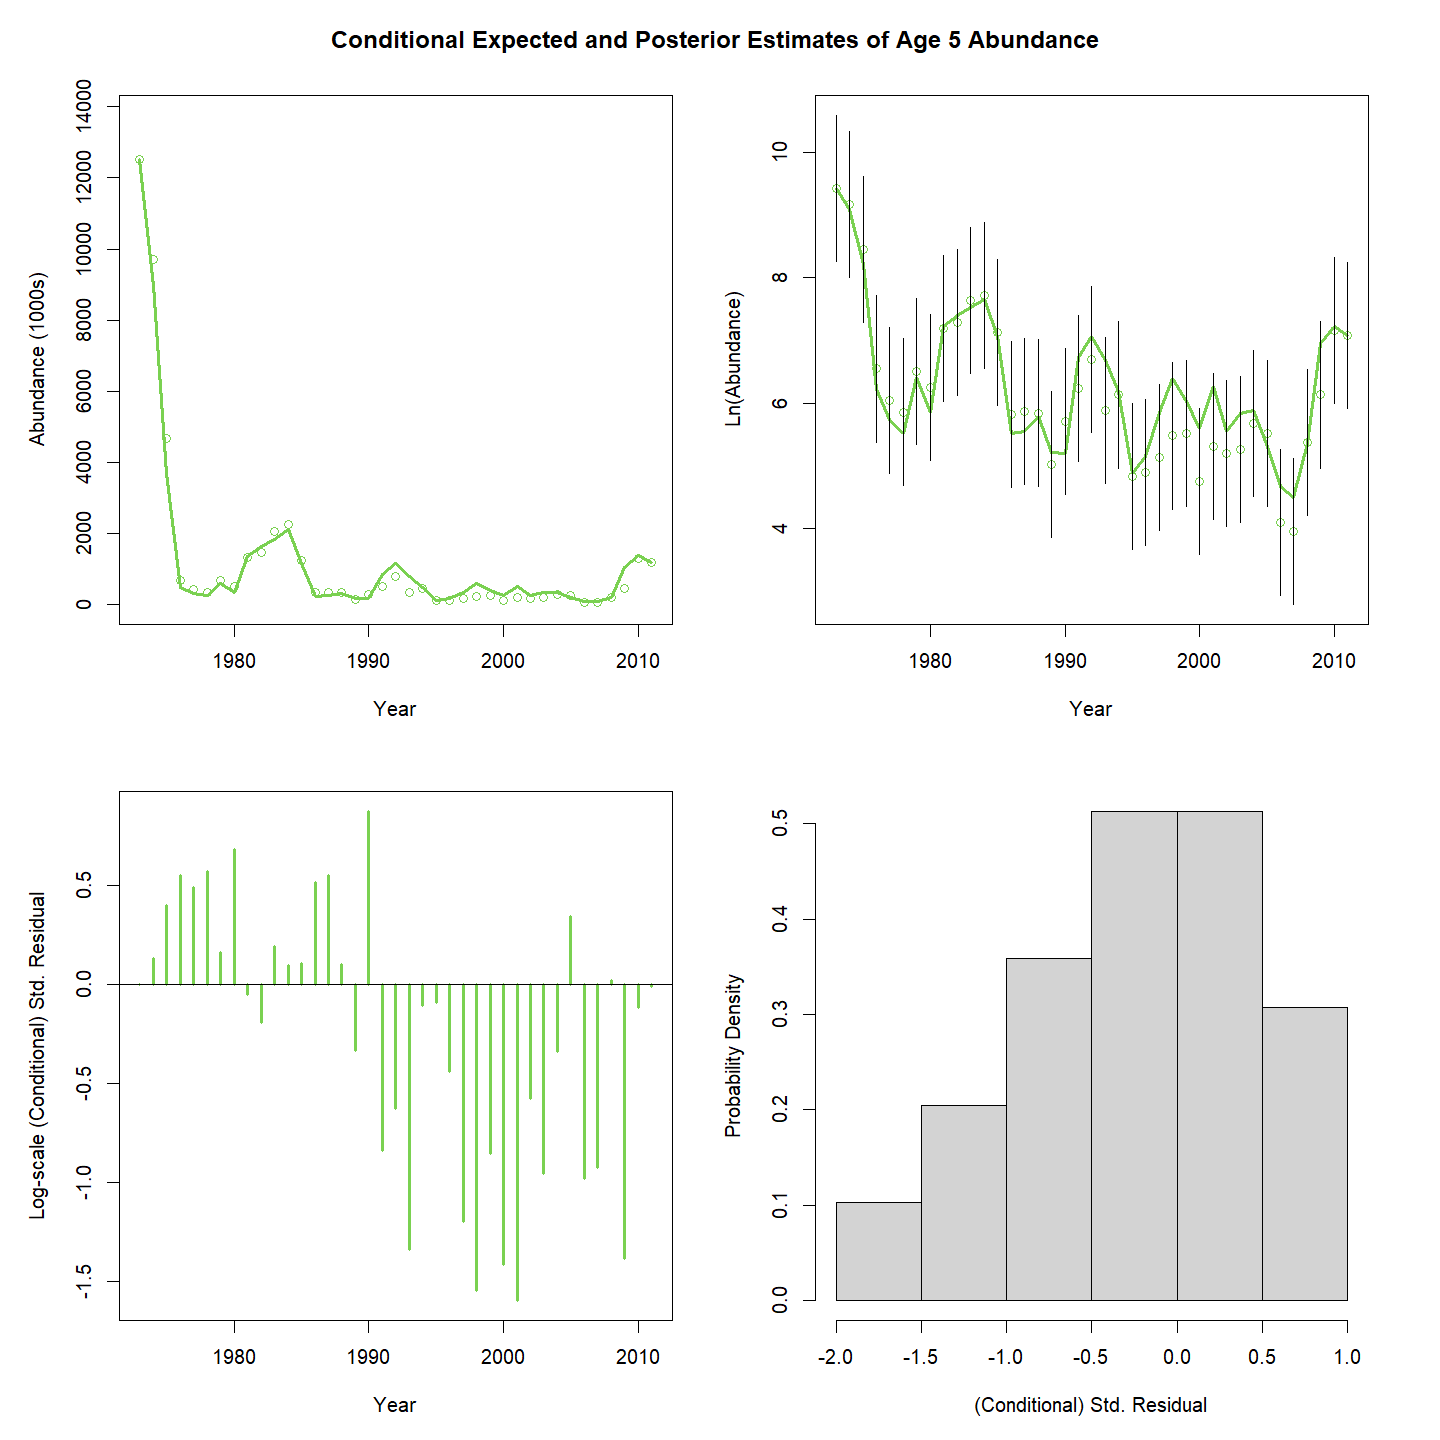 Conditional Expected and Posterior Estimates of Age 5 Abundance
Abundance (1000s)
14000
12000
10000
8000
6000
4000
2000
0
1980 1990 2000 2010
Year
Ln(Abundance)
10
8
6
4
1980 1990 2000 2010
Year
Log-scale (Conditional) Std. Residual
0.5
0.0
-0.5
-1.0
-1.5
1980 1990 2000 2010
Year
Probability Density
0.5
0.4
0.3
0.2
0.1
0.0
-2.0 -1.5 -1.0 -0.5 0.0 0.5 1.0
(Conditional) Std. Residual